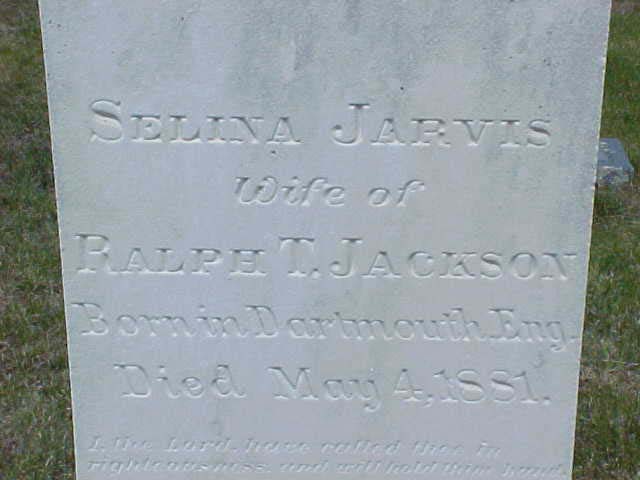 SELINA JARVIS
Wife of
RALPH T. JACKSON
Born in Dartmouth, Eng.
Died May 4, 1881.
I, the Lord, have called thee in
righteousness, and will hold thine hand,